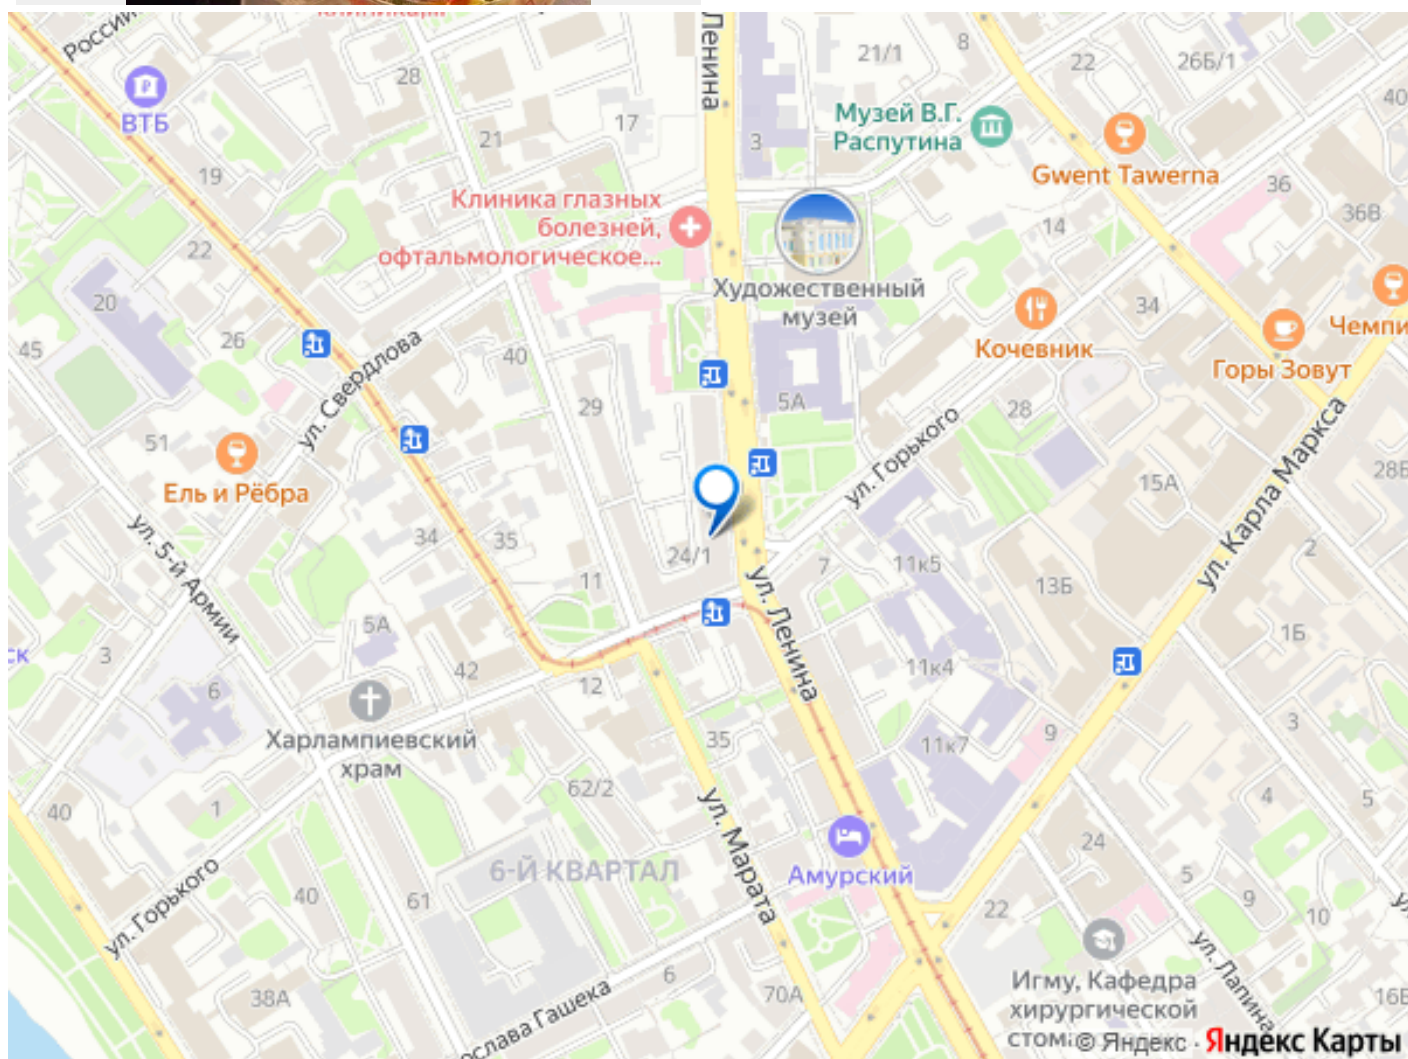 Ленина
21/1
8
22
26Б/1
28
ВТБ
17
21
3
40
Музей В.Г.
Распутина
Gwent Tawerna
19
36
36В
14
Клиника глазных
болезней,
офтальмологическое...
22
20
Художественный
музей
34
45
26
ул. Свердлова
40
Кочевник
Горы Зовут
29
5А
28
51
ул. Горького
ул. Карла Маркса
15А
Ель и Рёбра
ул. 5-й Армии
34
35
24/1
11
7
11к5
13Б
2
ул. Ленина
5А
3
42
6
12
11к4
1Б
Харлампиевский
храм
35
11к7
9
3
62/2
40
1
4
5
ул. Марата
6-Й КВАРТАЛ
Амурский
24
5
ул. Горького
40
61
22
9
10
ул. Лапина
38А
6
70А
Игму, Кафедра
хирургической
16Б
© Яндекс · Яндекс Карты